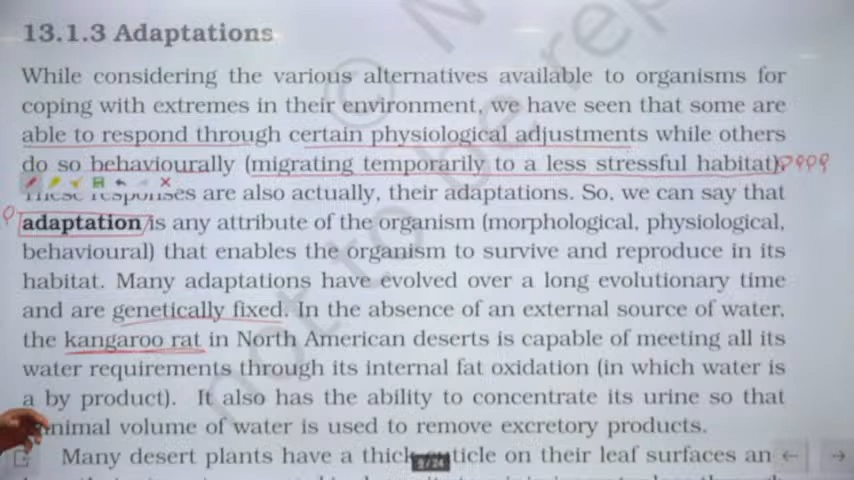 13.1.3 Adaptations
While considering the various alternatives available to organisms for
coping with extremes in their environment, we have seen that some are
able to respond through certain physiological adjustments while others
do so behaviourally (migrating temporarily to a less stressful habitat).
These responses are also actually, their adaptations. So, we can say that
adaptation is any attribute of the organism (morphological, physiological,
behavioural) that enables the organism to survive and reproduce in its
habitat. Many adaptations have evolved over a long evolutionary time
and are genetically fixed. In the absence of an external source of water,
the kangaroo rat in North American deserts is capable of meeting all its
water requirements through its internal fat oxidation (in which water is
a by product). It also has the ability to concentrate its urine so that
minimal volume of water is used to remove excretory products.
Many desert plants have a thick cuticle on their leaf surfaces an
© N
not to be rep